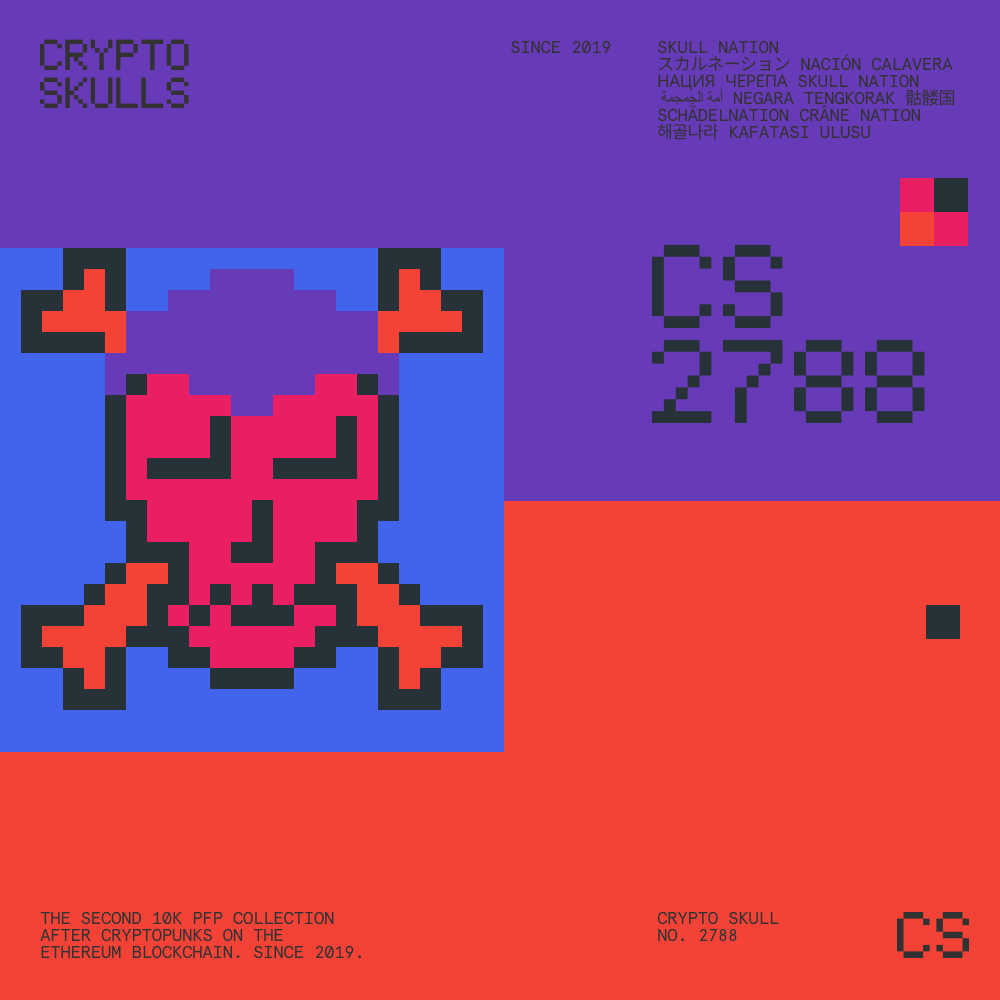 CRYPTO
SKULLS
SINCE 2019
SKULL NATION
スカルネーション NACIÓN CALAVERA
НАЦИЯ ЧЕРЕПА SKULL NATION
أمة الجمجمة NEGARA TENGKORAK 骷髅国
SCHÄDELNATION CRÂNE NATION
해골나라 KAFATASI ULUSU
CS
2788
THE SECOND 10K PFP COLLECTION
AFTER CRYPTOPUNKS ON THE
ETHEREUM BLOCKCHAIN. SINCE 2019.
CRYPTO SKULL
NO. 2788
CS